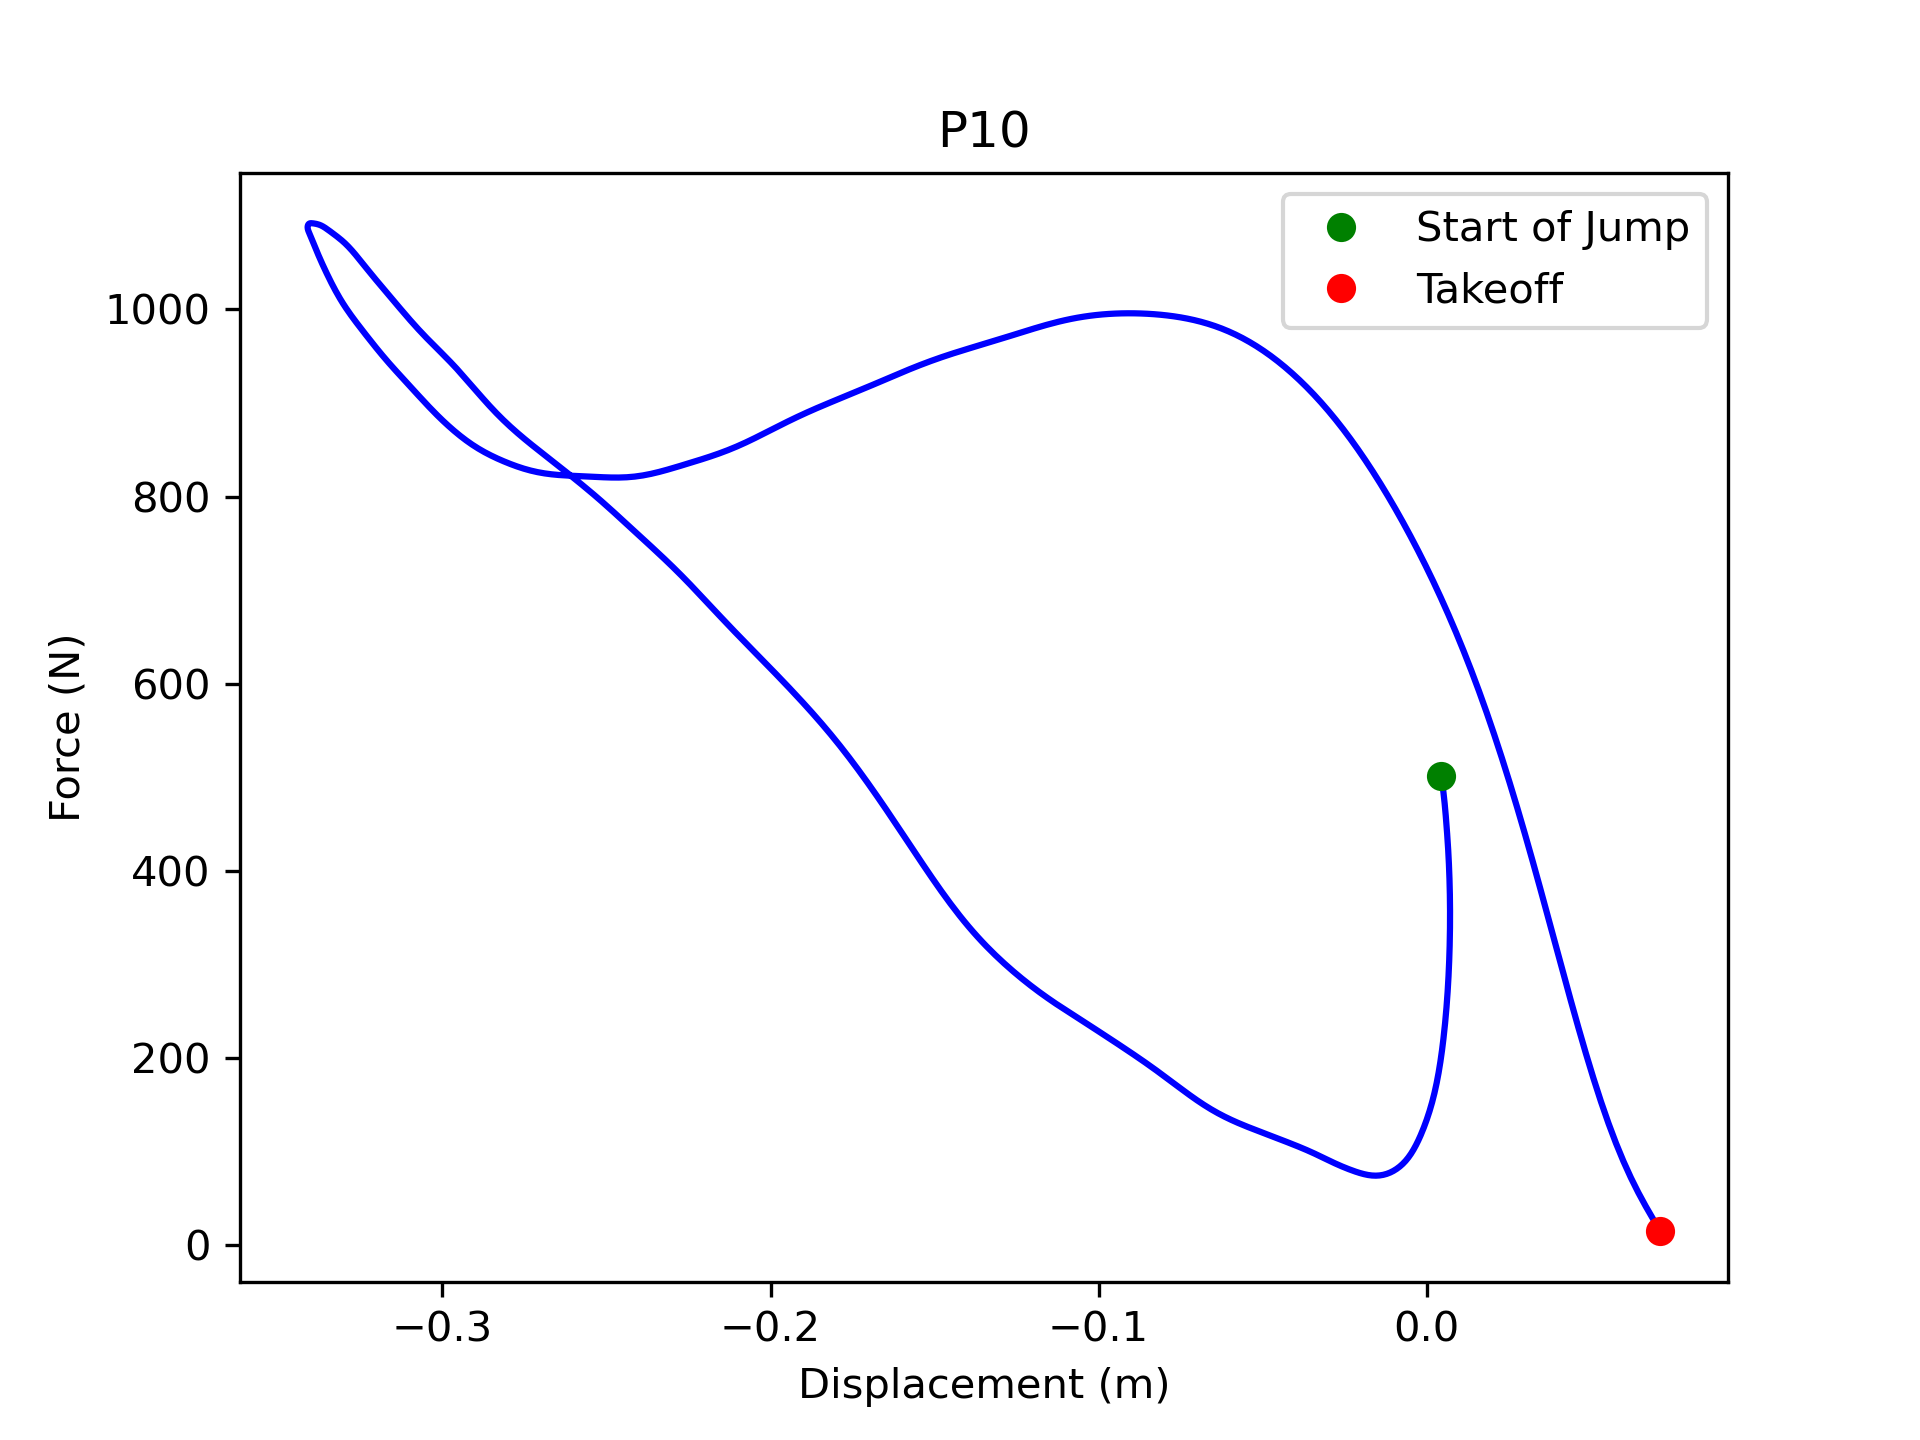 P10
Start of Jump
Takeoff
1000
800
600
400
200
0
Force (N)
−0.3
−0.2
−0.1
0.0
Displacement (m)